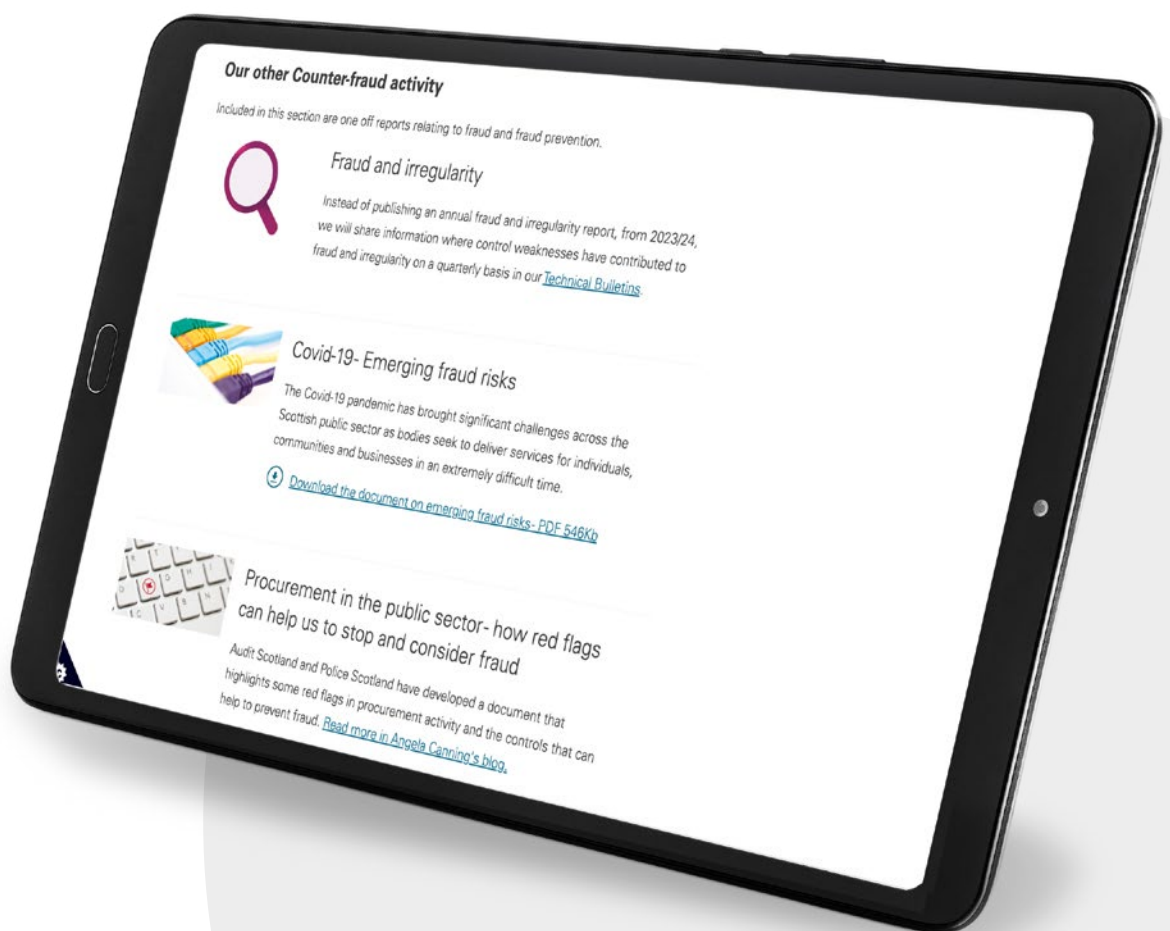 Our other Counter-fraud activity
Included in this section are one off reports relating to fraud and fraud prevention.
Fraud and irregularity
Instead of publishing an annual fraud and irregularity report, from 2023/24,
we will share information where control weaknesses have contributed to
fraud and irregularity on a quarterly basis in our Technical Bulletins.
Covid-19- Emerging fraud risks
The Covid-19 pandemic has brought significant challenges across the
Scottish public sector as bodies seek to deliver services for individuals,
communities and businesses in an extremely difficult time.
Download the document on emerging fraud risks- PDF 546Kb
Procurement in the public sector- how red flags
can help us to stop and consider fraud
Audit Scotland and Police Scotland have developed a document that
highlights some red flags in procurement activity and the controls that can
help to prevent fraud. Read more in Angela Canning's blog.